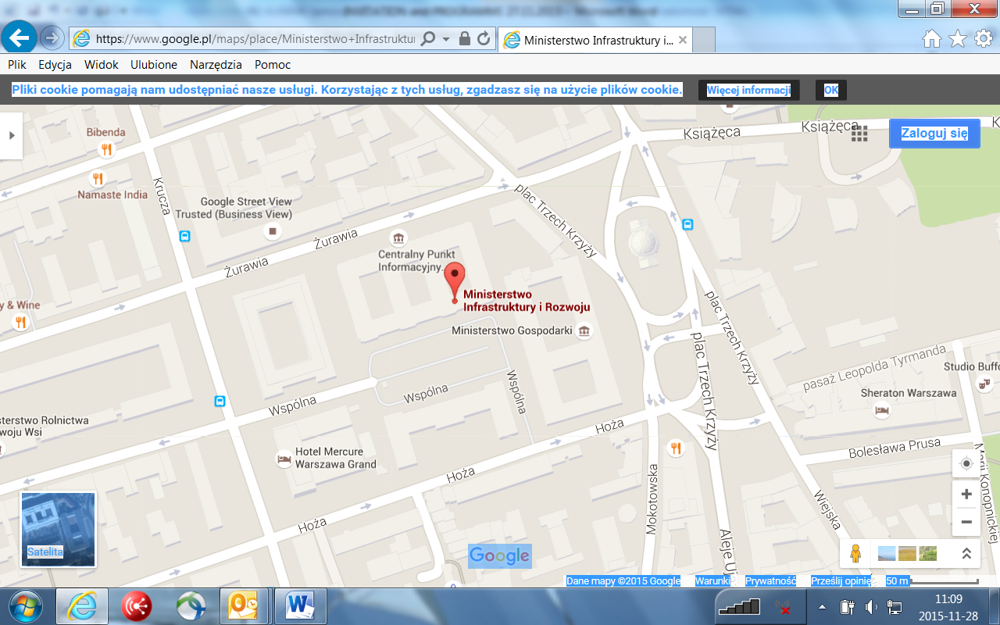 https://www.google.pl/maps/place/Ministerstwo+Infrastruktu
Ministerstwo Infrastruktury i...
Plik Edycja Widok Ulubione Narzędzia Pomoc
Pliki cookie pomagają nam udostępniać nasze usługi. Korzystając z tych usług, zgadzasz się na użycie plików cookie. Więcej informacji OK
Książęca
Książęca
K
Zaloguj się
Bibenda
Namaste India
Krucza
Google Street View
Trusted (Business View)
plac Trzech Krzyży
Żurawia
Żurawia
Centralny Punkt
Informacyjny...
Ministerstwo
Infrastruktury i Rozwoju
Ministerstwo Gospodarki
y & Wine
plac Trzech Krzyży
plac Trzech Krzyży
pasaż Leopolda Tyrmanda
Studio Buffo
Sheraton Warszawa
Wspólna
Wspólna
Wspólna
sterstwo Rolnictwa
woju Wsi
Hoża
Hotel Mercure
Warszawa Grand
Bolesława Prusa
Marii Konopnickiej
Hoża
Mokotowska
Wiejska
Hoża
Aleje Uj
Satelita
Google
Dane mapy ©2015 Google Warunki Prywatność Prześlij opinię 50 m
11:09
2015-11-28